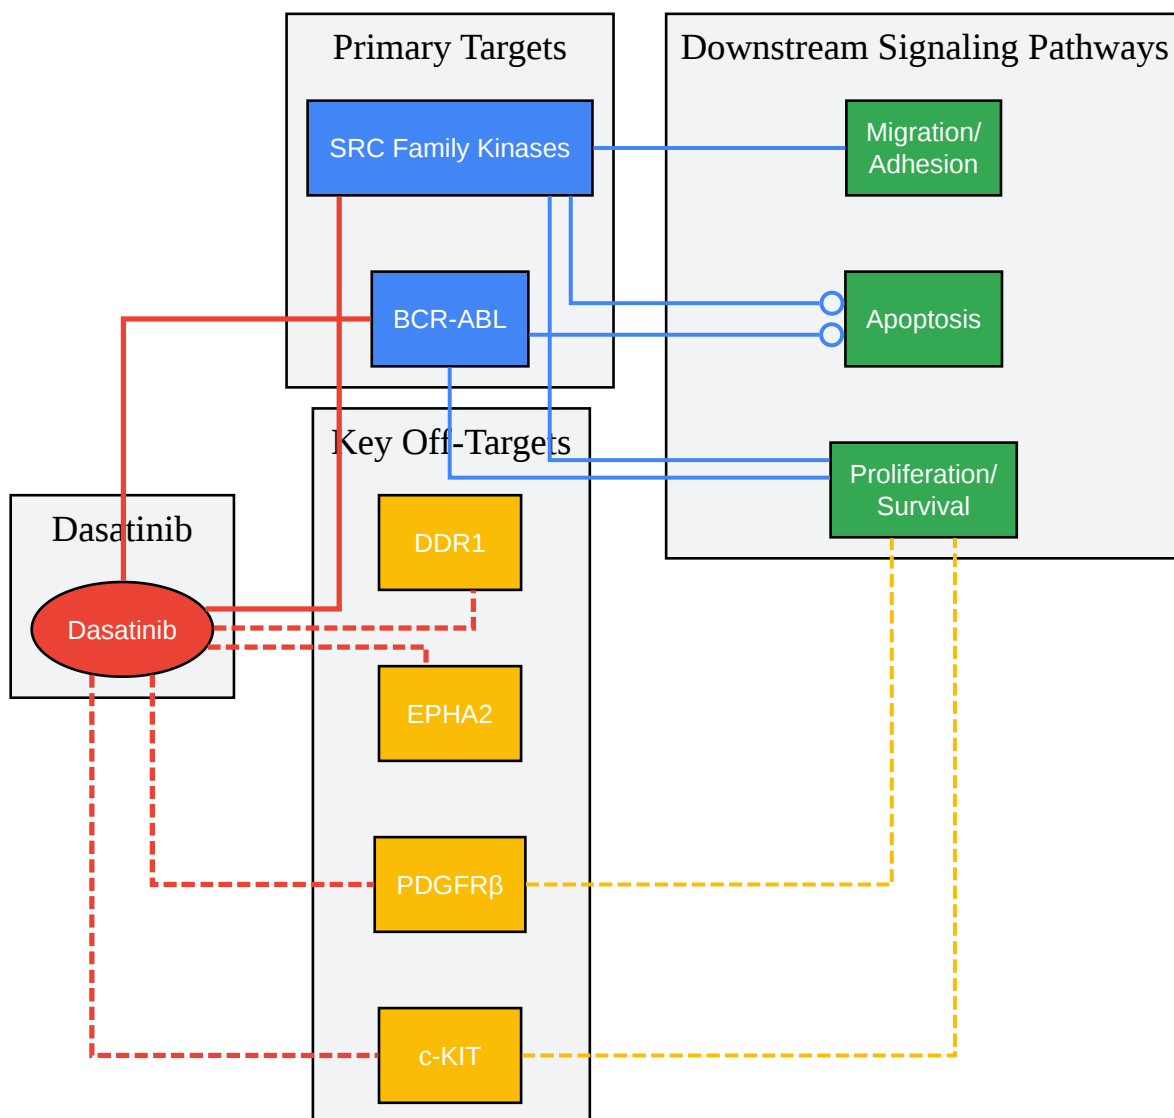 Primary Targets
SRC Family Kinases
BCR-ABL
Downstream Signaling Pathways
Migration/
Adhesion
Apoptosis
Proliferation/
Survival
Key Off-Targets
DDR1
EPHA2
PDGFRβ
c-KIT
Dasatinib
Dasatinib